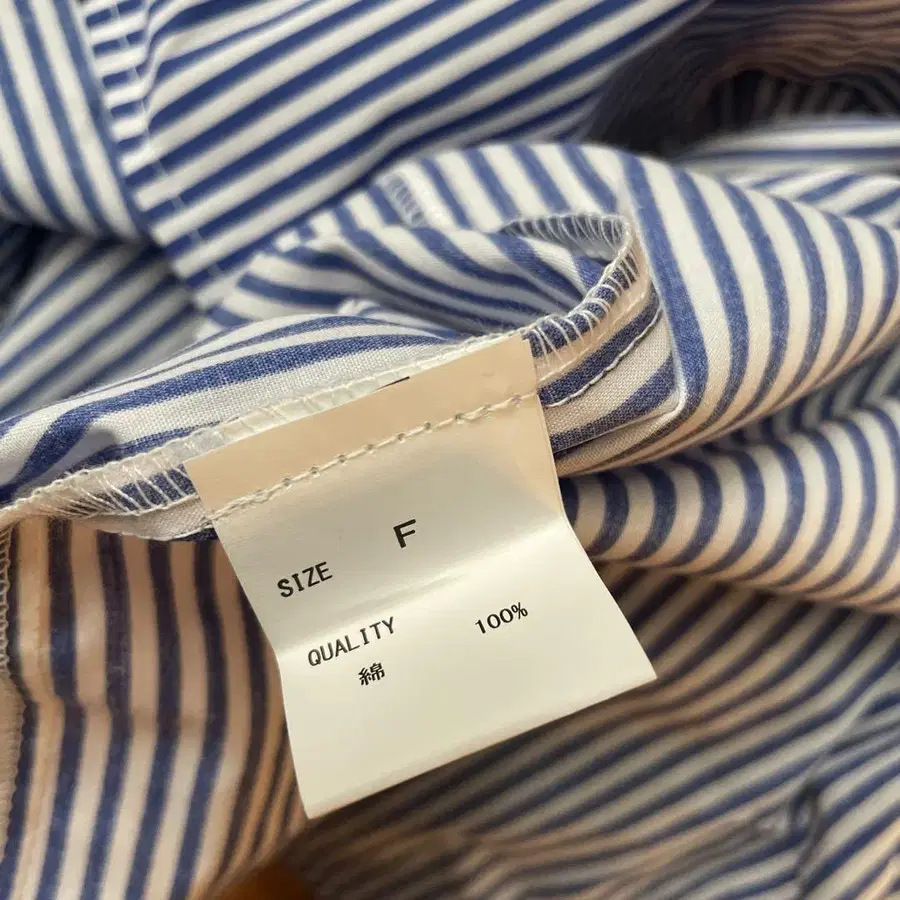 SIZE F
QUALITY 100%
綿